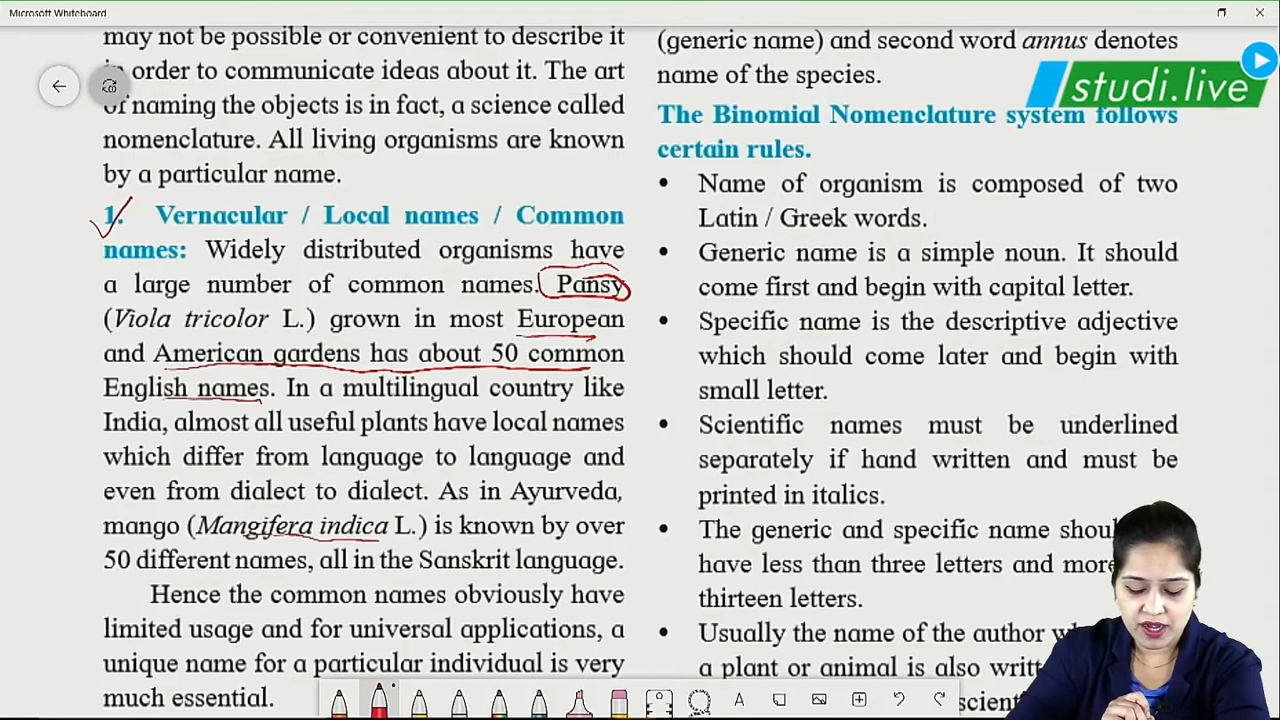 Microsoft Whiteboard
may not be possible or convenient to describe it
in order to communicate ideas about it. The art
of naming the objects is in fact, a science called
nomenclature. All living organisms are known
by a particular name.
1. Vernacular / Local names / Common
names: Widely distributed organisms have
a large number of common names. Pansy
(Viola tricolor L.) grown in most European
and American gardens has about 50 common
English names. In a multilingual country like
India, almost all useful plants have local names
which differ from language to language and
even from dialect to dialect. As in Ayurveda,
mango (Mangifera indica L.) is known by over
50 different names, all in the Sanskrit language.
Hence the common names obviously have
limited usage and for universal applications, a
unique name for a particular individual is very
much essential.
(generic name) and second word annus denotes
name of the species.
studi.live
The Binomial Nomenclature system follows
certain rules.
• Name of organism is composed of two
Latin / Greek words.
• Generic name is a simple noun. It should
come first and begin with capital letter.
• Specific name is the descriptive adjective
which should come later and begin with
small letter.
• Scientific names must be underlined
separately if hand written and must be
printed in italics.
• The generic and specific name
have less than three letters and more
thirteen letters.
• Usually the name of the author
a plant or animal is also